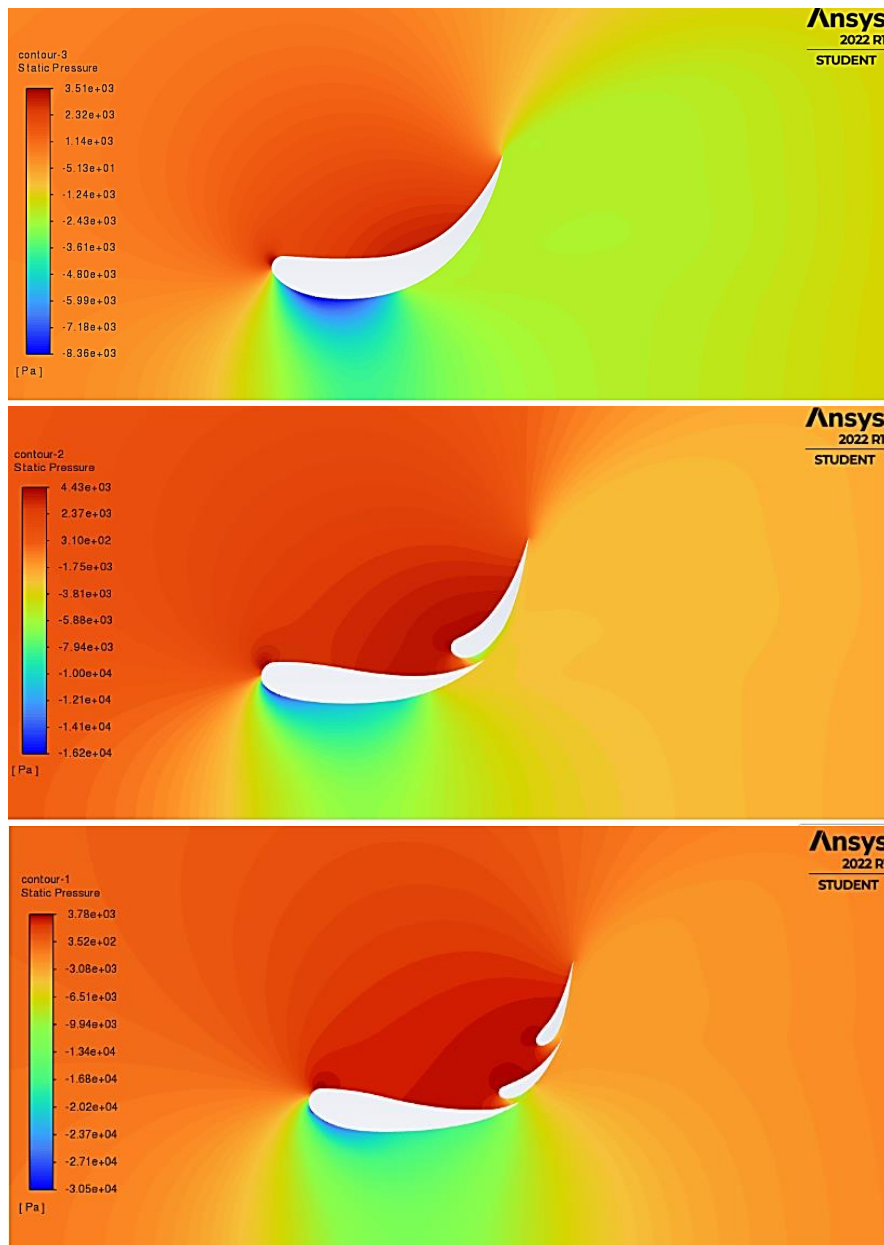 Ansys
2022 R1
STUDENT
contour-3
Static Pressure
3.51e+03
2.32e+03
1.14e+03
-5.13e+01
-1.24e+03
-2.43e+03
-3.61e+03
-4.80e+03
-5.99e+03
-7.18e+03
-8.36e+03
[ Pa ]
Ansys
2022 R1
STUDENT
contour-2
Static Pressure
4.43e+03
2.37e+03
3.10e+02
-1.75e+03
-3.81e+03
-5.88e+03
-7.94e+03
-1.00e+04
-1.21e+04
-1.41e+04
-1.62e+04
[ Pa ]
Ansys
2022 R
STUDENT
contour-1
Static Pressure
3.78e+03
3.52e+02
-3.08e+03
-6.51e+03
-9.94e+03
-1.34e+04
-1.68e+04
-2.02e+04
-2.37e+04
-2.71e+04
-3.05e+04
[ Pa ]